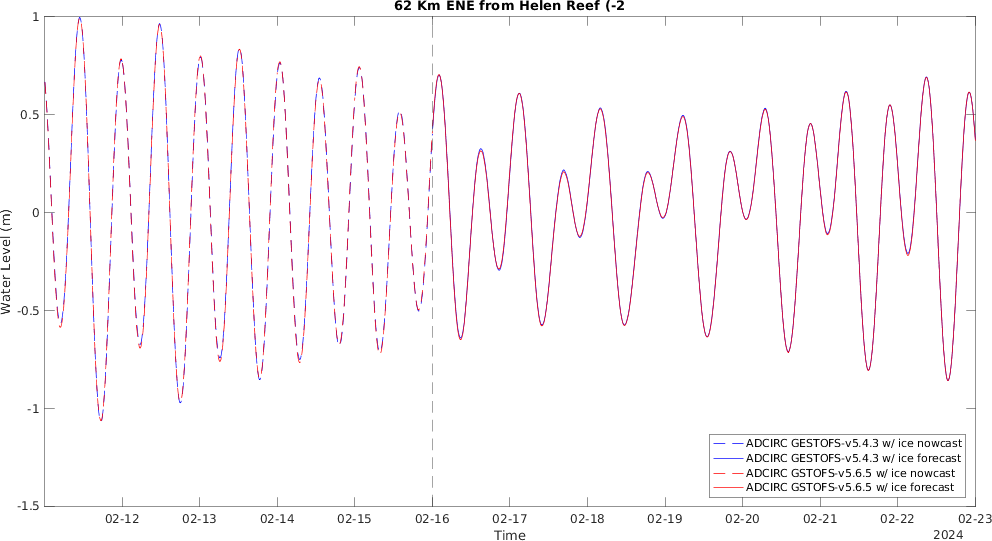 62 Km ENE from Helen Reef (-2
Water Level (m)
1
0.5
0
-0.5
-1
-1.5
02-12 02-13 02-14 02-15 02-16 02-17 02-18 02-19 02-20 02-21 02-22 02-23
Time
2024
ADCIRC GESTOFS-v5.4.3 w/ ice nowcast
ADCIRC GESTOFS-v5.4.3 w/ ice forecast
ADCIRC GSTOFS-v5.6.5 w/ ice nowcast
ADCIRC GSTOFS-v5.6.5 w/ ice forecast